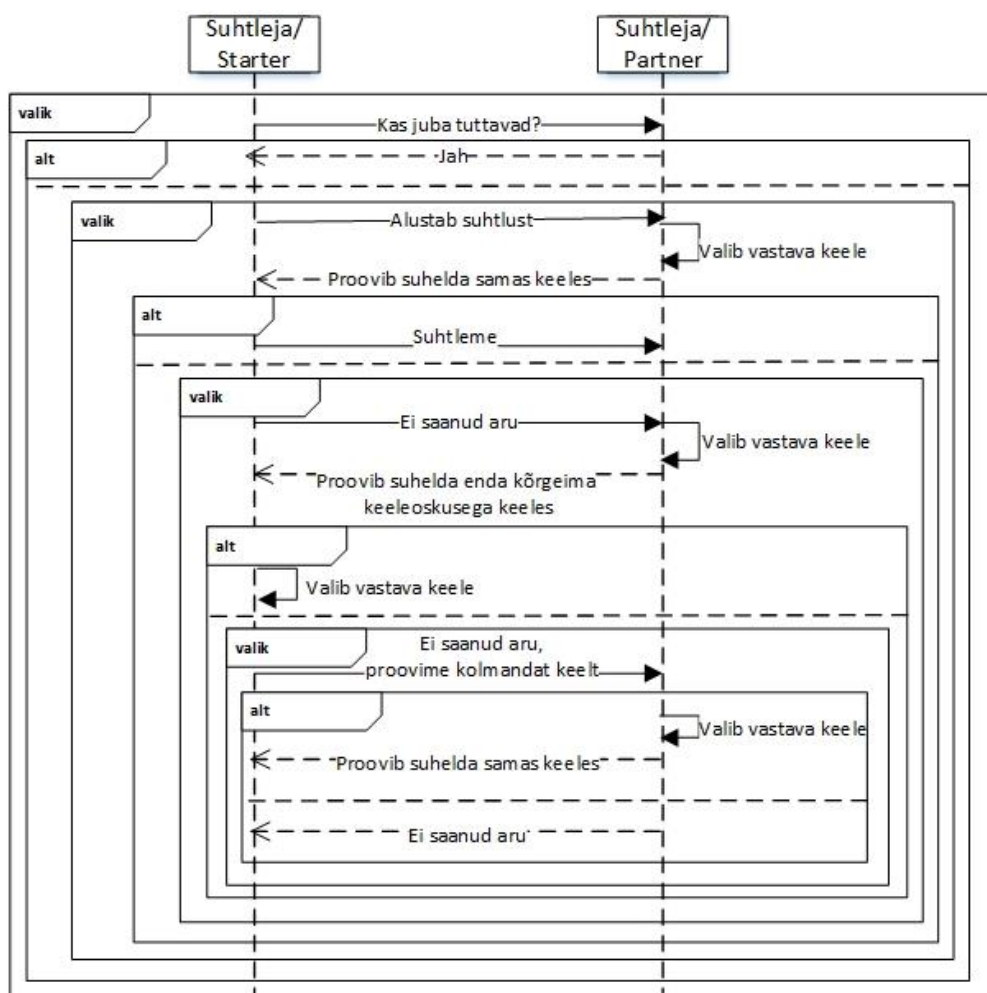 Suhtleja/
Starter
Suhtleja/
Partner
valik
Kas juba tuttavad?
alt
Jah
valik
Alustab suhtlust
Valib vastava keele
Proovib suhelda samas keeles
alt
Suhtleme
valik
Ei saanud aru
Valib vastava keele
Proovib suhelda enda kõrgeima
keeleoskusega keeles
alt
Valib vastava keele
valik
Ei saanud aru,
proovime kolmandat keelt
alt
Valib vastava keele
Proovib suhelda samas keeles
Ei saanud aru